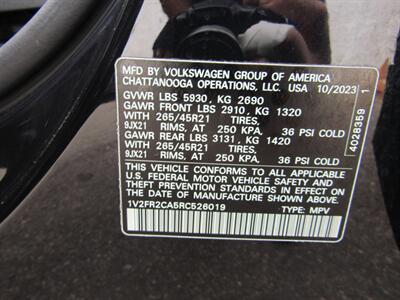 MFD. BY VOLKSWAGEN GROUP OF AMERICA
CHATTANOOGA OPERATIONS, LLC. USA 10/2023
GVWR LBS 5930, KG 2690
GAWR FRONT LBS 2910, KG 1320
WITH 265/45R21 TIRES.
9JX21 RIMS, AT 250 KPA. 36 PSI COLD
GAWR REAR LBS 3131, KG 1420
WITH 265/45R21 TIRES.
9JX21 RIMS, AT 250 KPA. 36 PSI COLD
THIS VEHICLE CONFORMS TO ALL APPLICABLE
U.S. FEDERAL MOTOR VEHICLE SAFETY AND
THEFT PREVENTION STANDARDS IN EFFECT ON
THE DATE OF MANUFACTURE SHOWN ABOVE.
1V2FR2CA5RC526019 TYPE: MPV
4028359 1